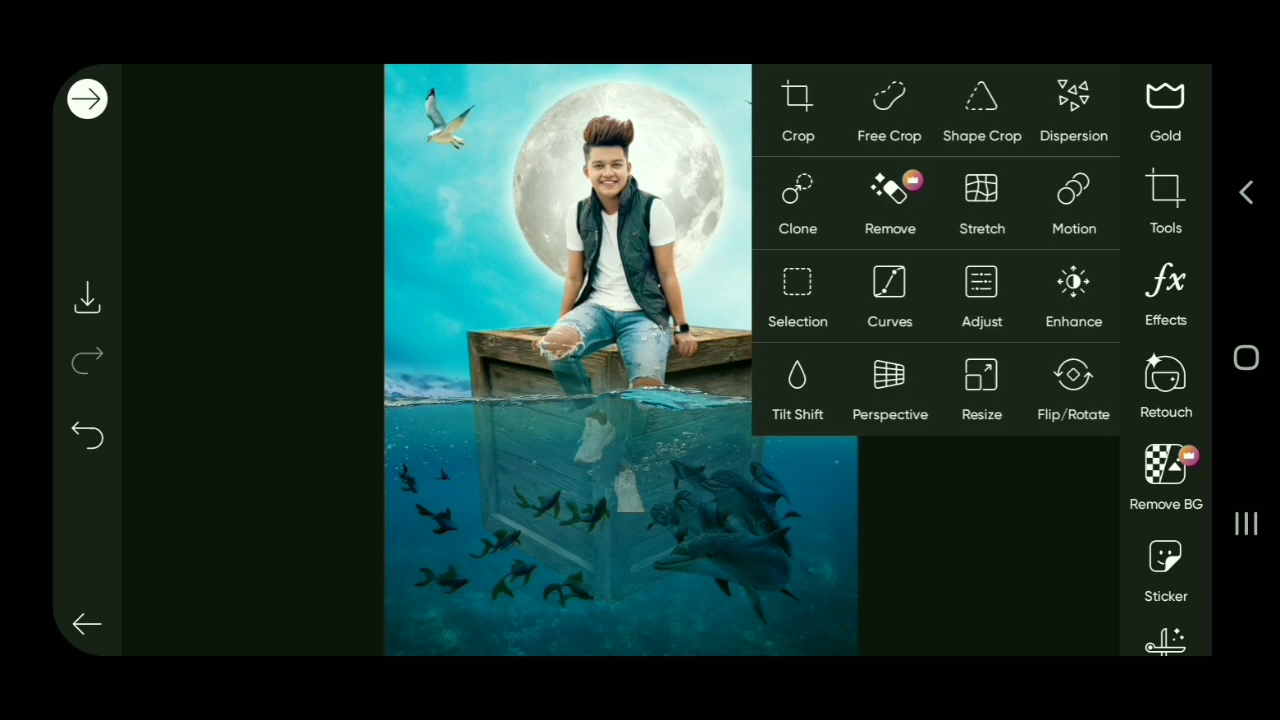 Crop Free Crop Shape Crop Dispersion Gold
Clone Remove Stretch Motion Tools
Selection Curves Adjust Enhance Effects
Tilt Shift Perspective Resize Flip/Rotate Retouch
Remove BG
Sticker